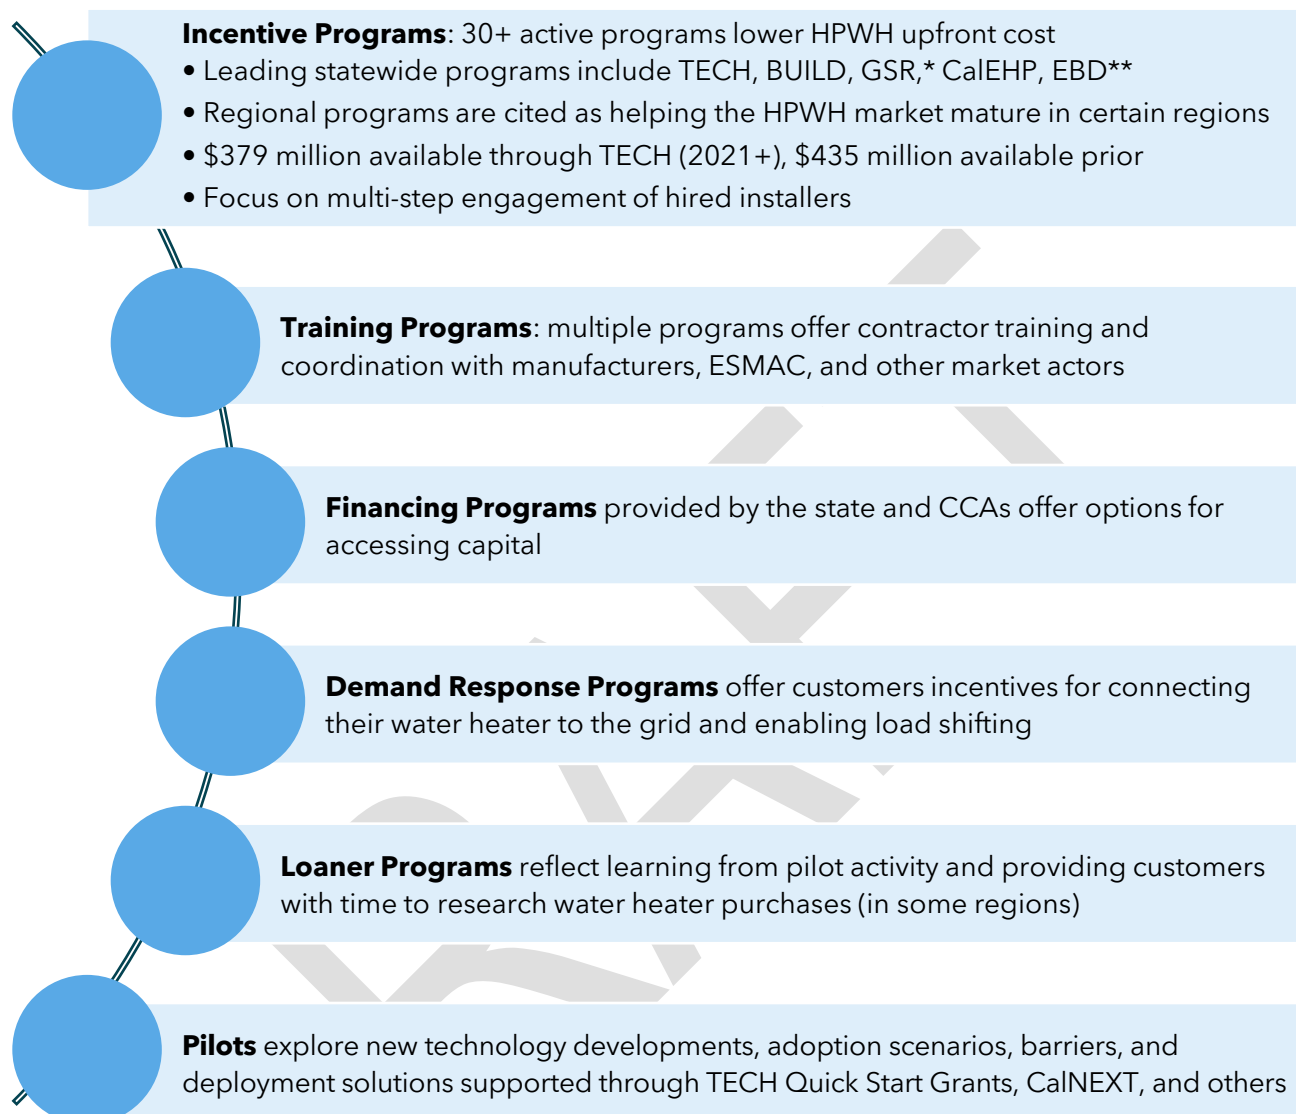 Incentive Programs: 30+ active programs lower HPWH upfront cost
• Leading statewide programs include TECH, BUILD, GSR,* CalEHP, EBD**
• Regional programs are cited as helping the HPWH market mature in certain regions
• $379 million available through TECH (2021+), $435 million available prior
• Focus on multi-step engagement of hired installers
Training Programs: multiple programs offer contractor training and
coordination with manufacturers, ESMAC, and other market actors
Financing Programs provided by the state and CCAs offer options for
accessing capital
Demand Response Programs offer customers incentives for connecting
their water heater to the grid and enabling load shifting
Loaner Programs reflect learning from pilot activity and providing customers
with time to research water heater purchases (in some regions)
Pilots explore new technology developments, adoption scenarios, barriers, and
deployment solutions supported through TECH Quick Start Grants, CalNEXT, and others